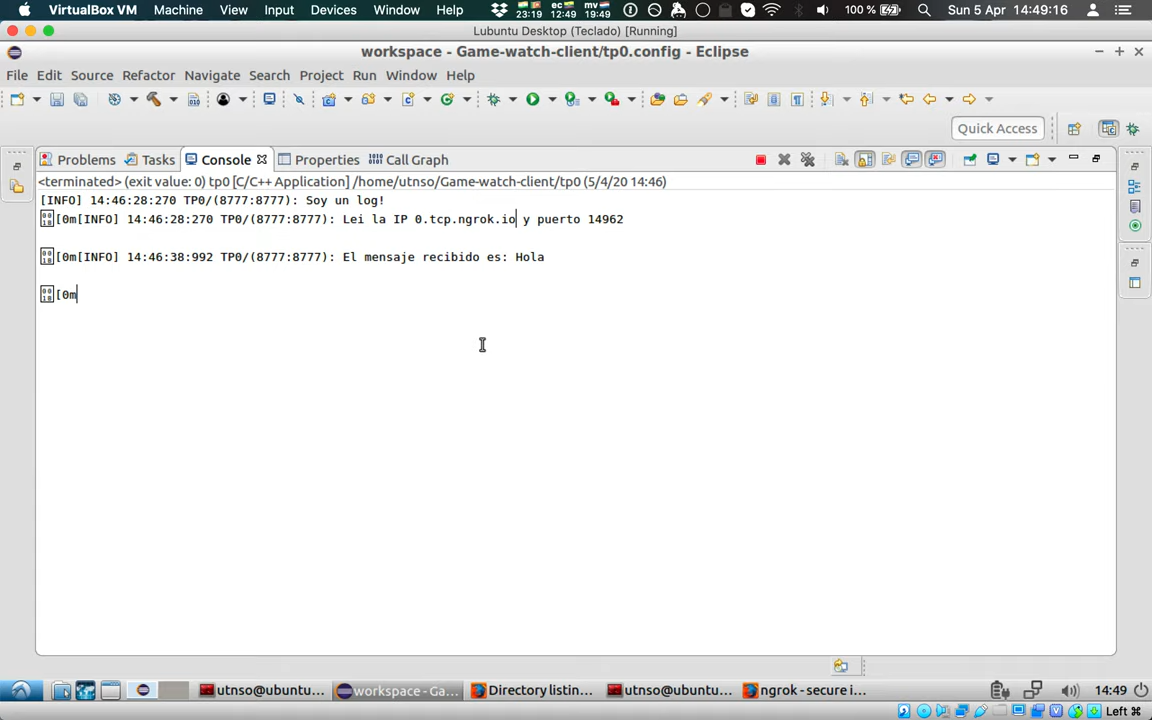 VirtualBox VM Machine View Input Devices Window Help 23:19 12:49 19:49 100 % Sun 5 Apr 14:49:16
Lubuntu Desktop (Teclado) [Running]
workspace - Game-watch-client/tp0.config - Eclipse
File Edit Source Refactor Navigate Search Project Run Window Help
Quick Access
Problems Tasks Console Properties Call Graph
<terminated> (exit value: 0) tp0 [C/C++ Application] /home/utnso/Game-watch-client/tp0 (5/4/20 14:46)
[INFO] 14:46:28:270 TP0/(8777:8777): Soy un log!
[0m[INFO] 14:46:28:270 TP0/(8777:8777): Lei la IP 0.tcp.ngrok.io y puerto 14962
[0m[INFO] 14:46:38:992 TP0/(8777:8777): El mensaje recibido es: Hola
[0m
utnso@ubuntu... workspace - Ga... Directory listin... utnso@ubuntu... ngrok - secure i... 14:49
Left ⌘